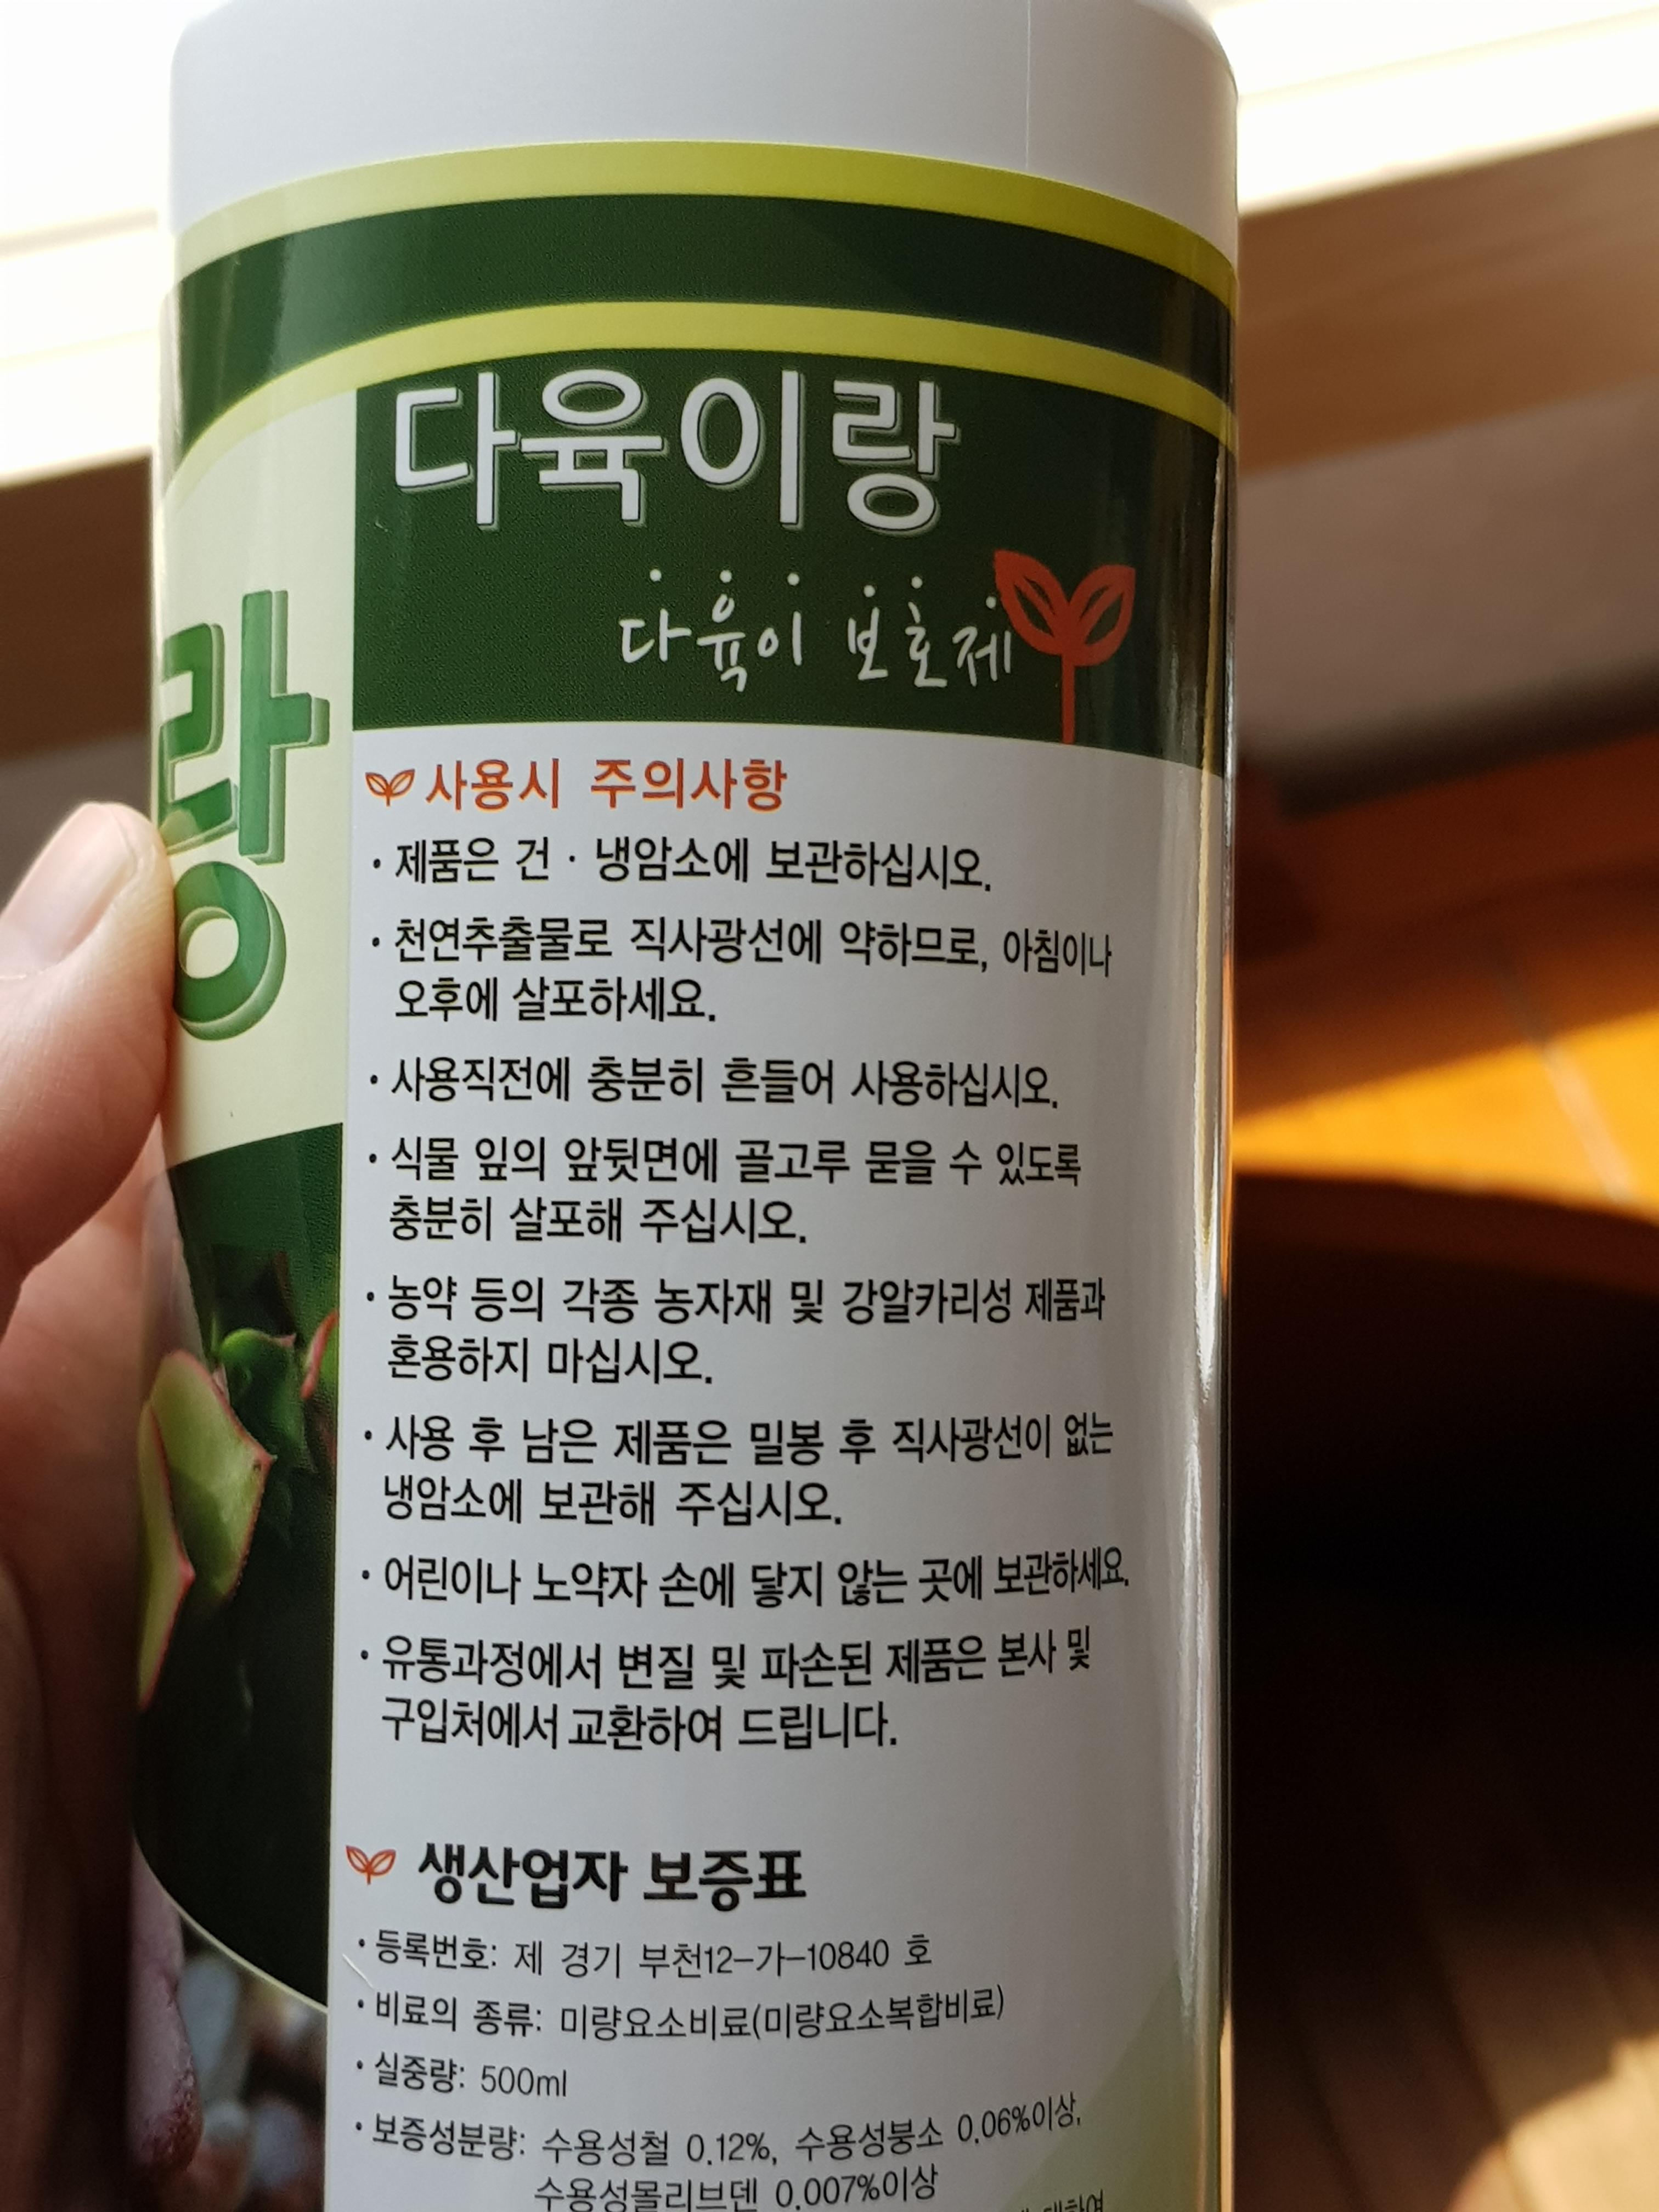 다육이랑
다육이 보호제
랑
사용시 주의사항
· 제품은 건 · 냉암소에 보관하십시오.
· 천연추출물로 직사광선에 약하므로, 아침이나
오후에 살포하세요.
· 사용직전에 충분히 흔들어 사용하십시오.
· 식물 잎의 앞뒷면에 골고루 묻을 수 있도록
충분히 살포해 주십시오.
· 농약 등의 각종 농자재 및 강알카리성 제품과
혼용하지 마십시오.
· 사용 후 남은 제품은 밀봉 후 직사광선이 없는
냉암소에 보관해 주십시오.
· 어린이나 노약자 손에 닿지 않는 곳에 보관하세요.
· 유통과정에서 변질 및 파손된 제품은 본사 및
구입처에서 교환하여 드립니다.
생산업자 보증표
· 등록번호: 제 경기 부천12-가-10840 호
· 비료의 종류: 미량요소비료(미량요소복합비료)
· 실중량: 500ml
· 보증성분량: 수용성철 0.12%, 수용성붕소 0.06%이상,
수용성몰리브덴 0.007%이상